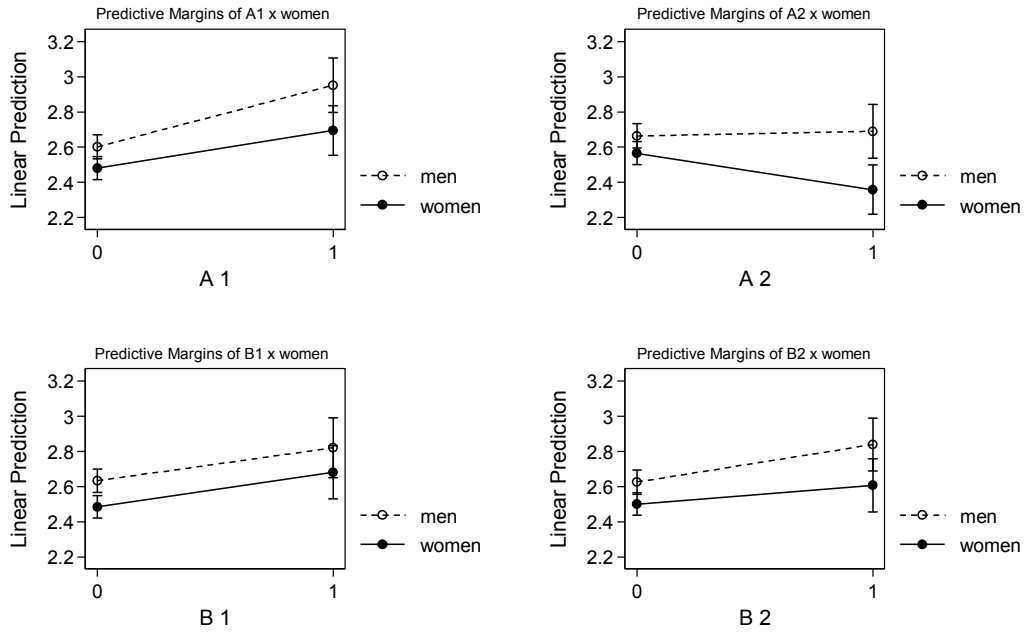 Predictive Margins of A1 x women
3.2
3
2.8
2.6
2.4
2.2
Linear Prediction
0
1
A 1
men
women
Predictive Margins of A2 x women
3.2
3
2.8
2.6
2.4
2.2
Linear Prediction
0
1
A 2
men
women
Predictive Margins of B1 x women
3.2
3
2.8
2.6
2.4
2.2
Linear Prediction
0
1
B 1
men
women
Predictive Margins of B2 x women
3.2
3
2.8
2.6
2.4
2.2
Linear Prediction
0
1
B 2
men
women